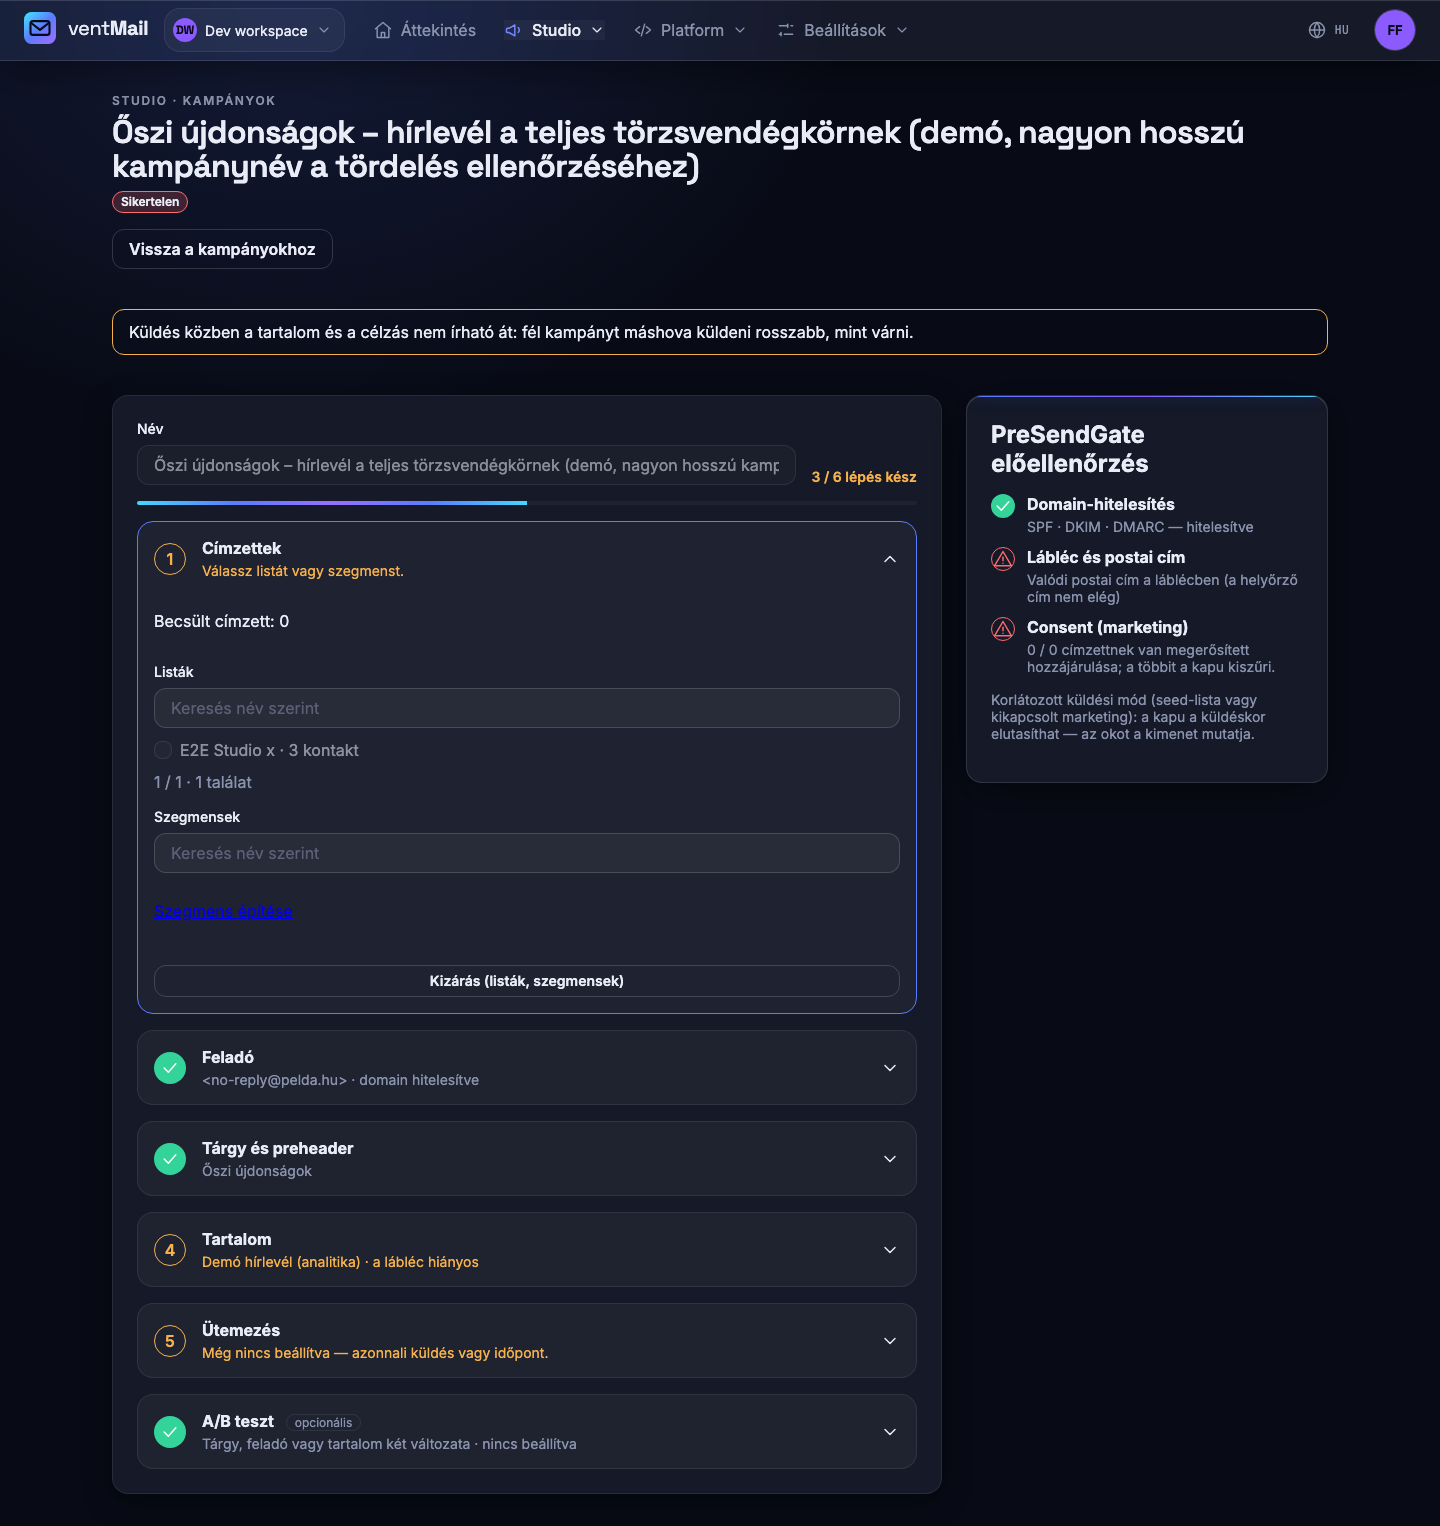 ventMail
DW Dev workspace
Áttekintés
Studio
Platform
Beállítások
HU
FF
STUDIO · KAMPÁNYOK
Őszi újdonságok – hírlevél a teljes törzsvendégkörnek (demó, nagyon hosszú
kampánynév a tördelés ellenőrzéséhez)
Sikertelen
Vissza a kampányokhoz
Küldés közben a tartalom és a célzás nem írható át: fél kampányt máshova küldeni rosszabb, mint várni.
Név
Őszi újdonságok – hírlevél a teljes törzsvendégkörnek (demó, nagyon hosszú kamp
3 / 6 lépés kész
1
Címzettek
Válassz listát vagy szegmenst.
Becsült címzett: 0
Listák
Keresés név szerint
E2E Studio x · 3 kontakt
1 / 1 · 1 találat
Szegmensek
Keresés név szerint
Szegmens építése
Kizárás (listák, szegmensek)
Feladó
<no-reply@pelda.hu> · domain hitelesítve
Tárgy és preheader
Őszi újdonságok
4
Tartalom
Demó hírlevél (analitika) · a lábléc hiányos
5
Ütemezés
Még nincs beállítva — azonnali küldés vagy időpont.
A/B teszt opcionális
Tárgy, feladó vagy tartalom két változata · nincs beállítva
PreSendGate
előellenőrzés
Domain-hitelesítés
SPF · DKIM · DMARC — hitelesítve
Lábléc és postai cím
Valódi postai cím a láblécben (a helyőrző
cím nem elég)
Consent (marketing)
0 / 0 címzettnek van megerősített
hozzájárulása; a többit a kapu kiszűri.
Korlátozott küldési mód (seed-lista vagy
kikapcsolt marketing): a kapu a küldéskor
elutasíthat — az okot a kimenet mutatja.